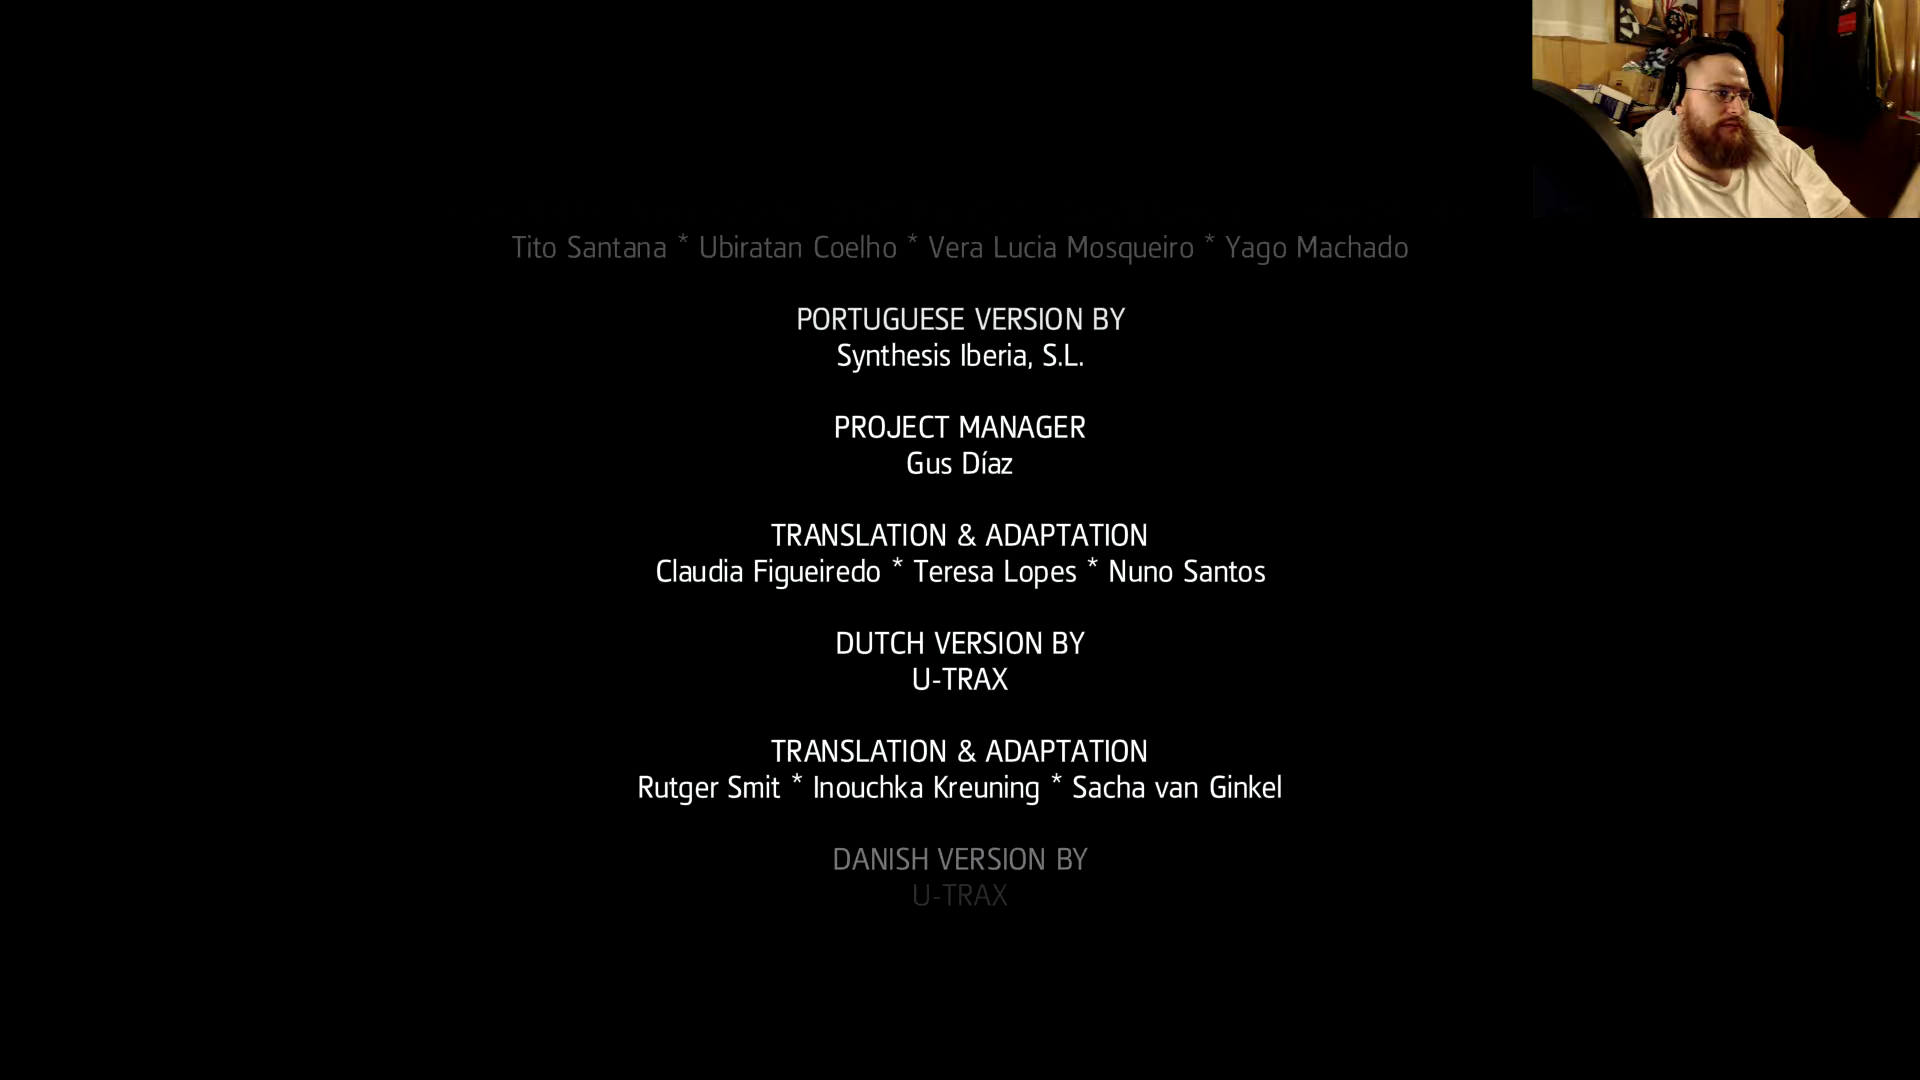 Tito Santana * Ubiratan Coelho * Vera Lucia Mosqueiro * Yago Machado
PORTUGUESE VERSION BY
Synthesis Iberia, S.L.
PROJECT MANAGER
Gus Díaz
TRANSLATION & ADAPTATION
Claudia Figueiredo * Teresa Lopes * Nuno Santos
DUTCH VERSION BY
U-TRAX
TRANSLATION & ADAPTATION
Rutger Smit * Inouchka Kreuning * Sacha van Ginkel
DANISH VERSION BY
U-TRAX